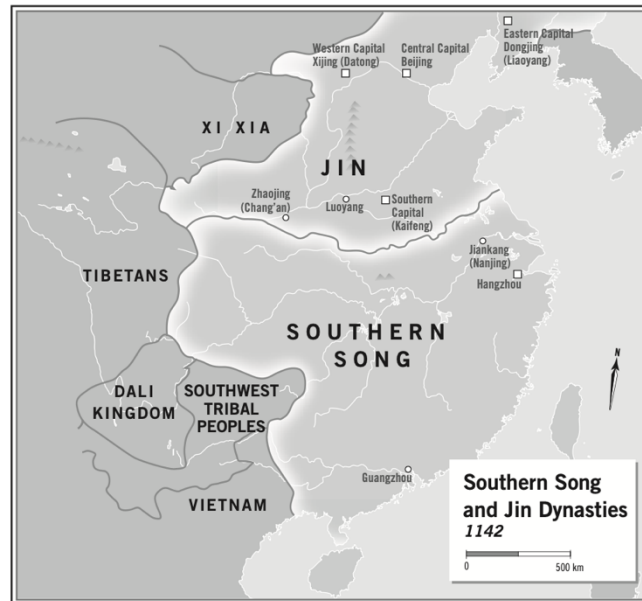 Eastern Capital
Dongjing
(Liaoyang)
Western Capital
Xijing (Datong)
Central Capital
Beijing
XI XIA
JIN
Zhaojing
(Chang'an)
Luoyang
Southern
Capital
(Kaifeng)
Jiankang
(Nanjing)
Hangzhou
TIBETANS
SOUTHERN
SONG
N
DALI
KINGDOM
SOUTHWEST
TRIBAL
PEOPLES
VIETNAM
Guangzhou
Southern Song
and Jin Dynasties
1142
0 500 km